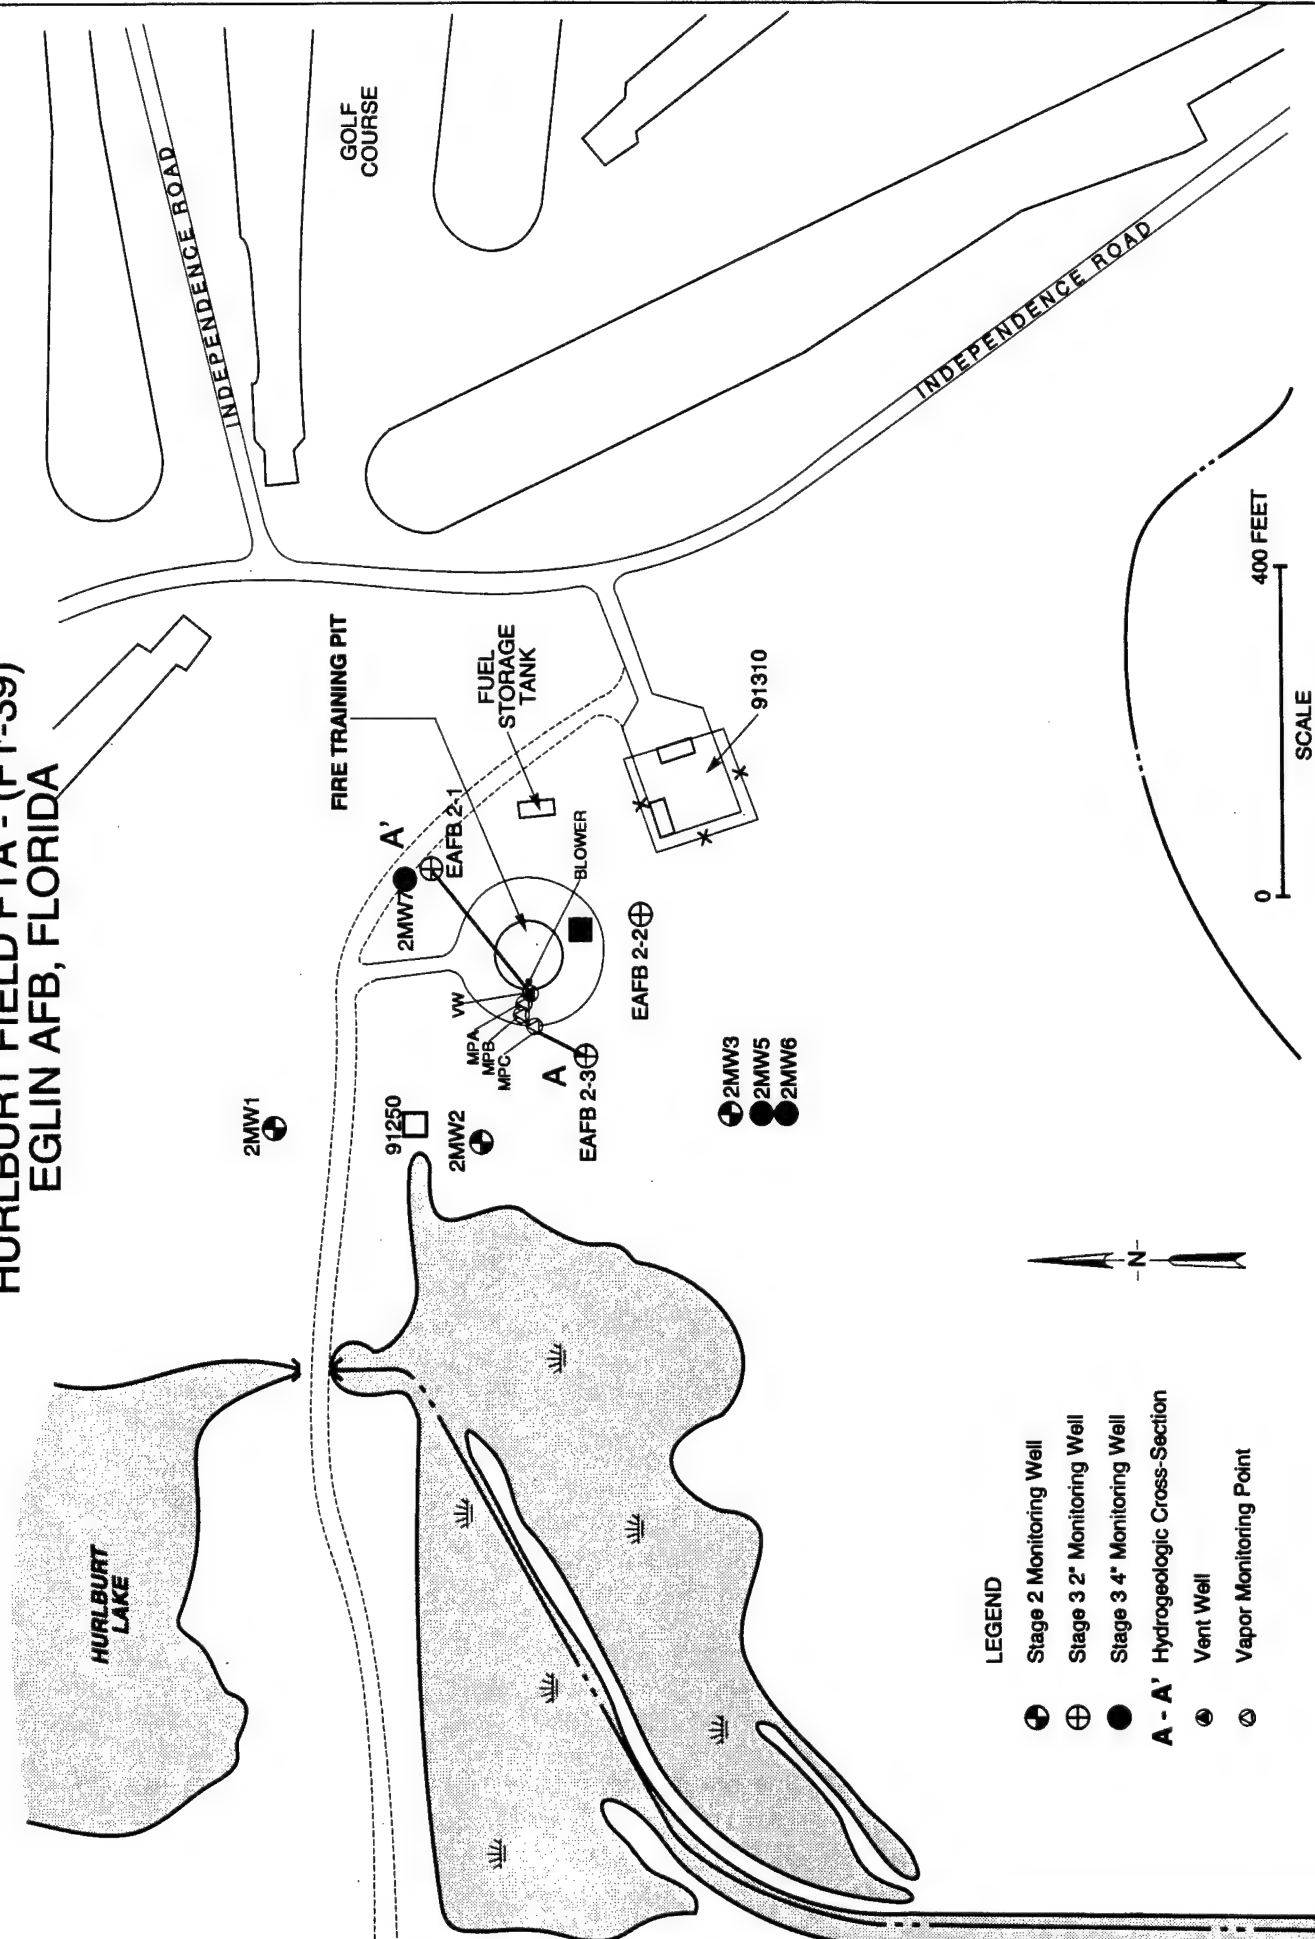 HURLBURT FIELD FTA - (FT-39)
EGLIN AFB, FLORIDA
HURLBURT
LAKE
2MW1
91250
2MW2
2MW3
2MW5
2MW6
EAFB 2-3
A
MPC
MPB
MPA
VW
EAFB 2-2
BLOWER
2MW7
A'
EAFB 2-1
FIRE TRAINING PIT
FUEL
STORAGE
TANK
91310
INDEPENDENCE ROAD
GOLF
COURSE
INDEPENDENCE ROAD
LEGEND
Stage 2 Monitoring Well
Stage 3 2" Monitoring Well
Stage 3 4" Monitoring Well
A - A' Hydrogeologic Cross-Section
Vent Well
Vapor Monitoring Point
-N-
0 400 FEET
SCALE